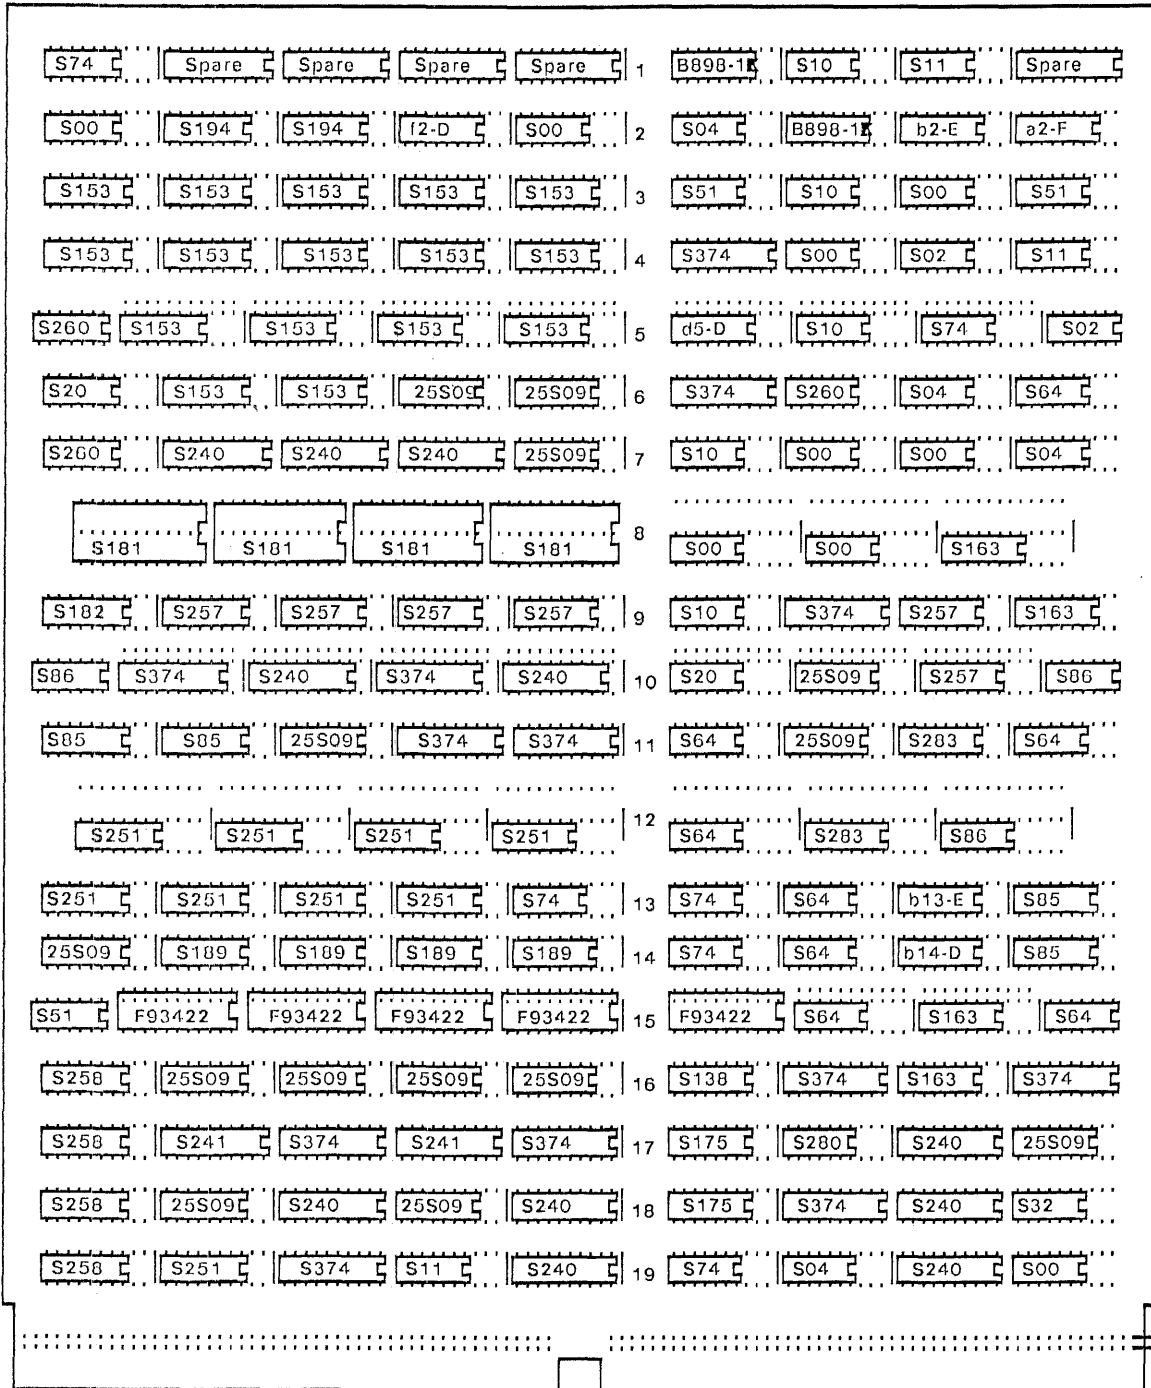 S74 Spare Spare Spare Spare 1 B898-1 S10 S11 Spare
S00 S194 S194 f2-D S00 2 S04 B898-1 b2-E a2-F
S153 S153 S153 S153 S153 3 S51 S10 S00 S51
S153 S153 S153 S153 S153 4 S374 S00 S02 S11
S260 S153 S153 S153 S153 5 d5-D S10 S74 S02
S20 S153 S153 25S09 25S09 6 S374 S260 S04 S64
S260 S240 S240 S240 25S09 7 S10 S00 S00 S04
S181 S181 S181 S181 8 S00 S00 S163
S182 S257 S257 S257 S257 9 S10 S374 S257 S163
S86 S374 S240 S374 S240 10 S20 25S09 S257 S86
S85 S85 25S09 S374 S374 11 S64 25S09 S283 S64
S251 S251 S251 S251 12 S64 S283 S86
S251 S251 S251 S251 S74 13 S74 S64 b13-E S85
25S09 S189 S189 S189 S189 14 S74 S64 b14-D S85
S51 F93422 F93422 F93422 F93422 15 F93422 S64 S163 S64
S258 25S09 25S09 25S09 25S09 16 S138 S374 S163 S374
S258 S241 S374 S241 S374 17 S175 S280 S240 25S09
S258 25S09 S240 25S09 S240 18 S175 S374 S240 S32
S258 S251 S374 S11 S240 19 S74 S04 S240 S00